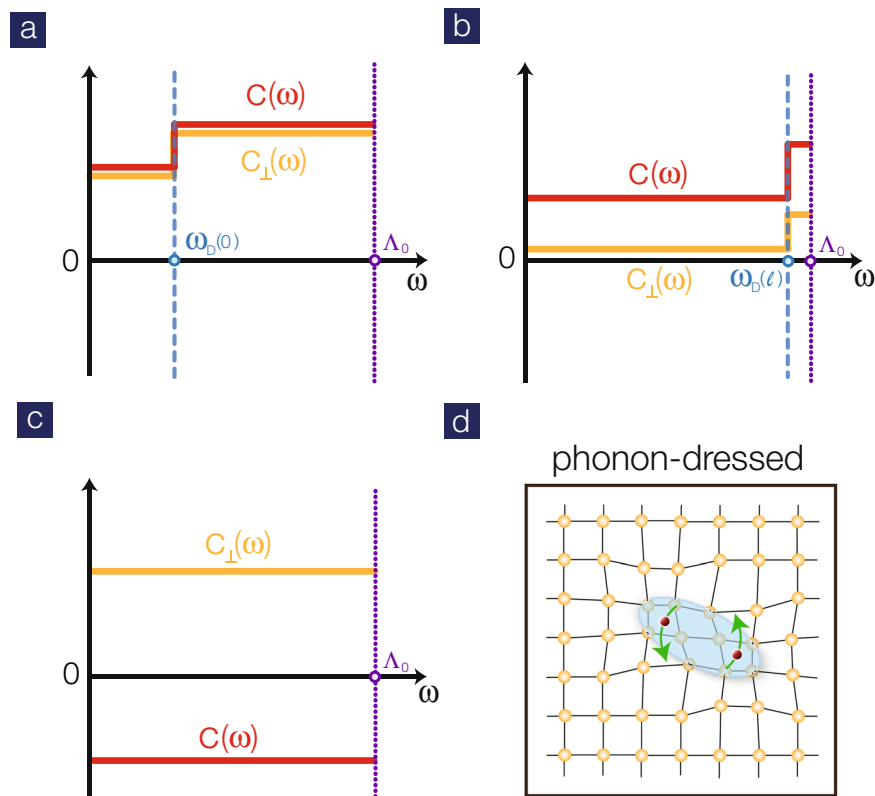 a
C(ω)
C⊥(ω)
0
ω_D(0)
Λ₀
ω
b
C(ω)
0
C⊥(ω)
ω_D(ℓ)
Λ₀
ω
c
C⊥(ω)
0
Λ₀
ω
C(ω)
d
phonon-dressed